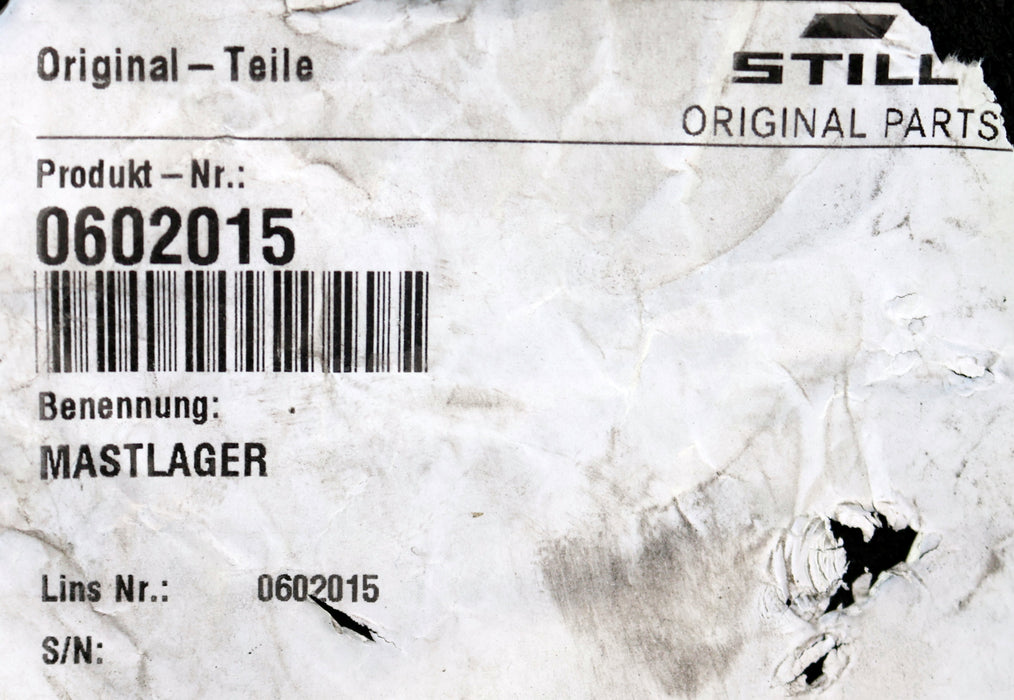 Original – Teile
STILL
ORIGINAL PARTS
Produkt – Nr.:
0602015
Benennung:
MASTLAGER
Lins Nr.: 0602015
S/N: